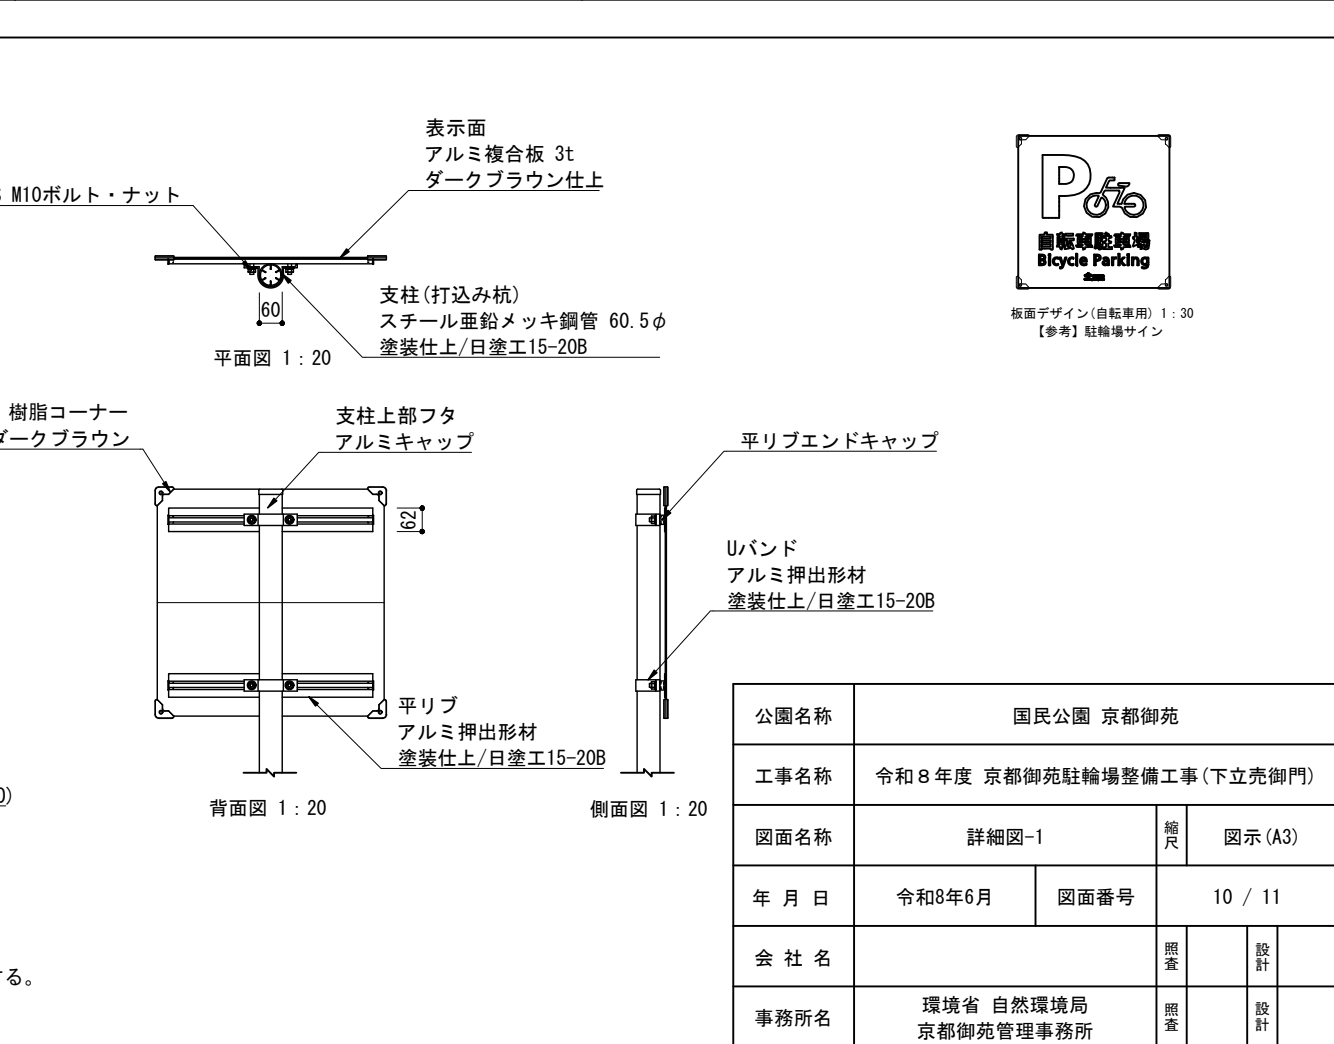 表示面
アルミ複合板 3t
ダークブラウン仕上
M10ボルト・ナット
60
支柱(打込み杭)
スチール亜鉛メッキ鋼管 60.5φ
塗装仕上/日塗工15-20B
平面図 1：20
P
自転車駐車場
Bicycle Parking
板面デザイン(自転車用) 1：30
【参考】駐輪場サイン
樹脂コーナー
ダークブラウン
支柱上部フタ
アルミキャップ
62
平リブエンドキャップ
Uバンド
アルミ押出形材
塗装仕上/日塗工15-20B
平リブ
アルミ押出形材
塗装仕上/日塗工15-20B
背面図 1：20
側面図 1：20
0)
する。
公園名称 国民公園 京都御苑
工事名称 令和８年度 京都御苑駐輪場整備工事(下立売御門)
図面名称 詳細図-1 縮尺 図示(A3)
年 月 日 令和8年6月 図面番号 10 / 11
会 社 名 照査 設計
事務所名 環境省 自然環境局 照査 設計
京都御苑管理事務所